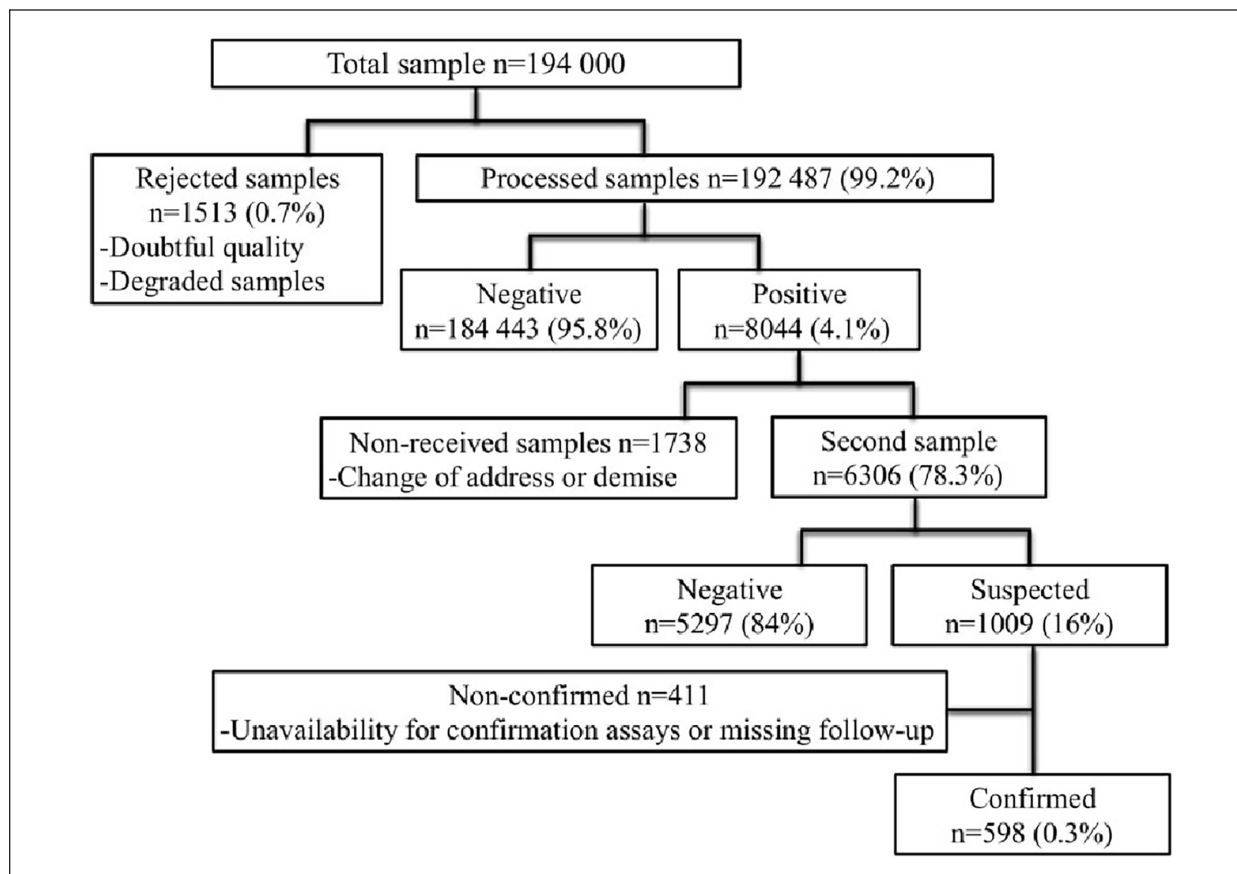 Total sample n=194 000
Rejected samples
n=1513 (0.7%)
-Doubtful quality
-Degraded samples
Processed samples n=192 487 (99.2%)
Negative
n=184 443 (95.8%)
Positive
n=8044 (4.1%)
Non-received samples n=1738
-Change of address or demise
Second sample
n=6306 (78.3%)
Negative
n=5297 (84%)
Suspected
n=1009 (16%)
Non-confirmed n=411
-Unavailability for confirmation assays or missing follow-up
Confirmed
n=598 (0.3%)